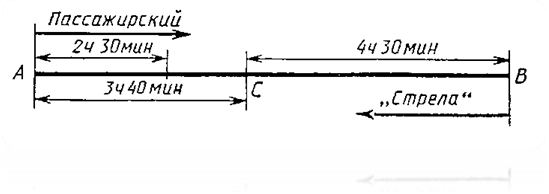 Пассажирский
2ч 30мин
4ч 30мин
A
B
3ч 40мин
C
„Стрела“